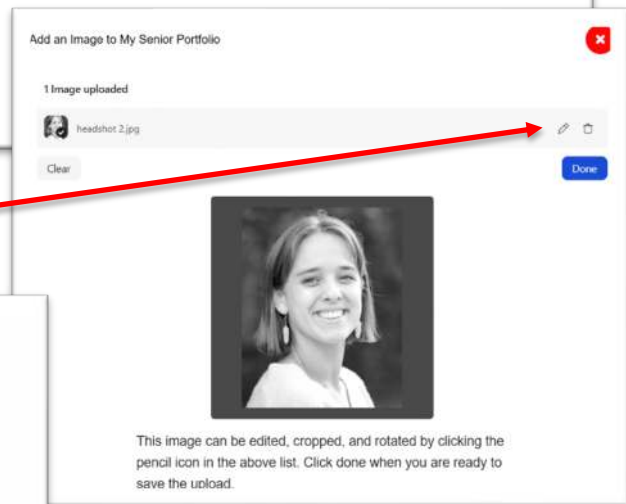 Add an Image to My Senior Portfolio
1 Image uploaded
headshot 2.jpg
Clear
Done
This image can be edited, cropped, and rotated by clicking the
pencil icon in the above list. Click done when you are ready to
save the upload.